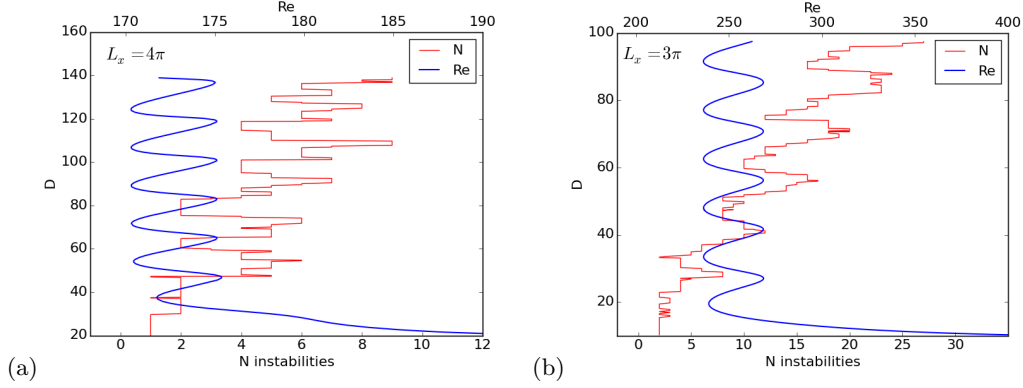 Re
170 175 180 185 190
160
140
120
100
80
60
40
20
D
L_x = 4π
N
Re
0 2 4 6 8 10 12
N instabilities
(a)
Re
200 250 300 350 400
100
80
60
40
20
D
L_x = 3π
N
Re
0 5 10 15 20 25 30
N instabilities
(b)